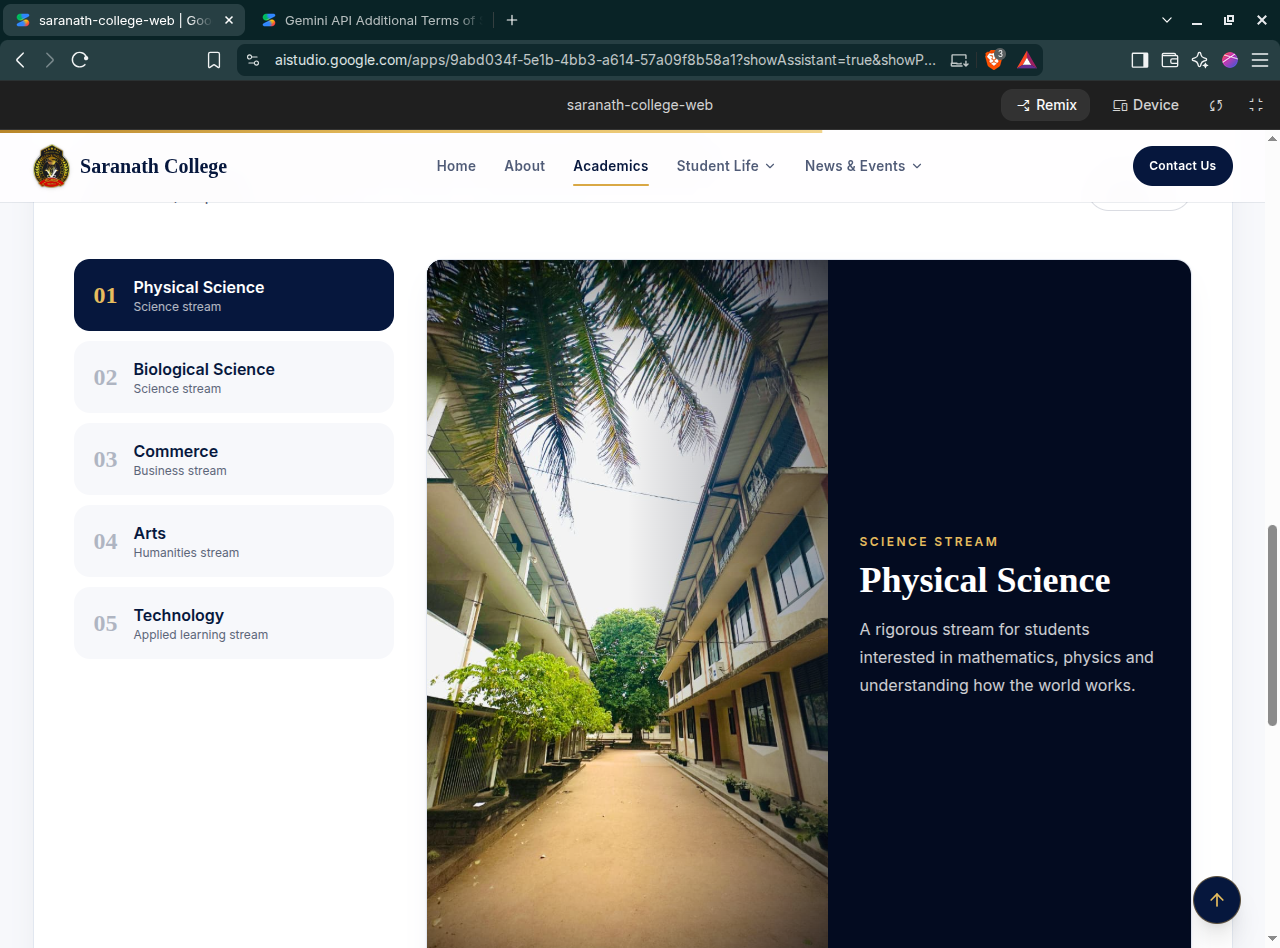 saranath-college-web | Goo
Gemini API Additional Terms of S
aistudio.google.com/apps/9abd034f-5e1b-4bb3-a614-57a09f8b58a1?showAssistant=true&showP...
3
saranath-college-web
Remix
Device
Saranath College
Home
About
Academics
Student Life
News & Events
Contact Us
01
Physical Science
Science stream
02
Biological Science
Science stream
03
Commerce
Business stream
04
Arts
Humanities stream
05
Technology
Applied learning stream
SCIENCE STREAM
Physical Science
A rigorous stream for students
interested in mathematics, physics and
understanding how the world works.